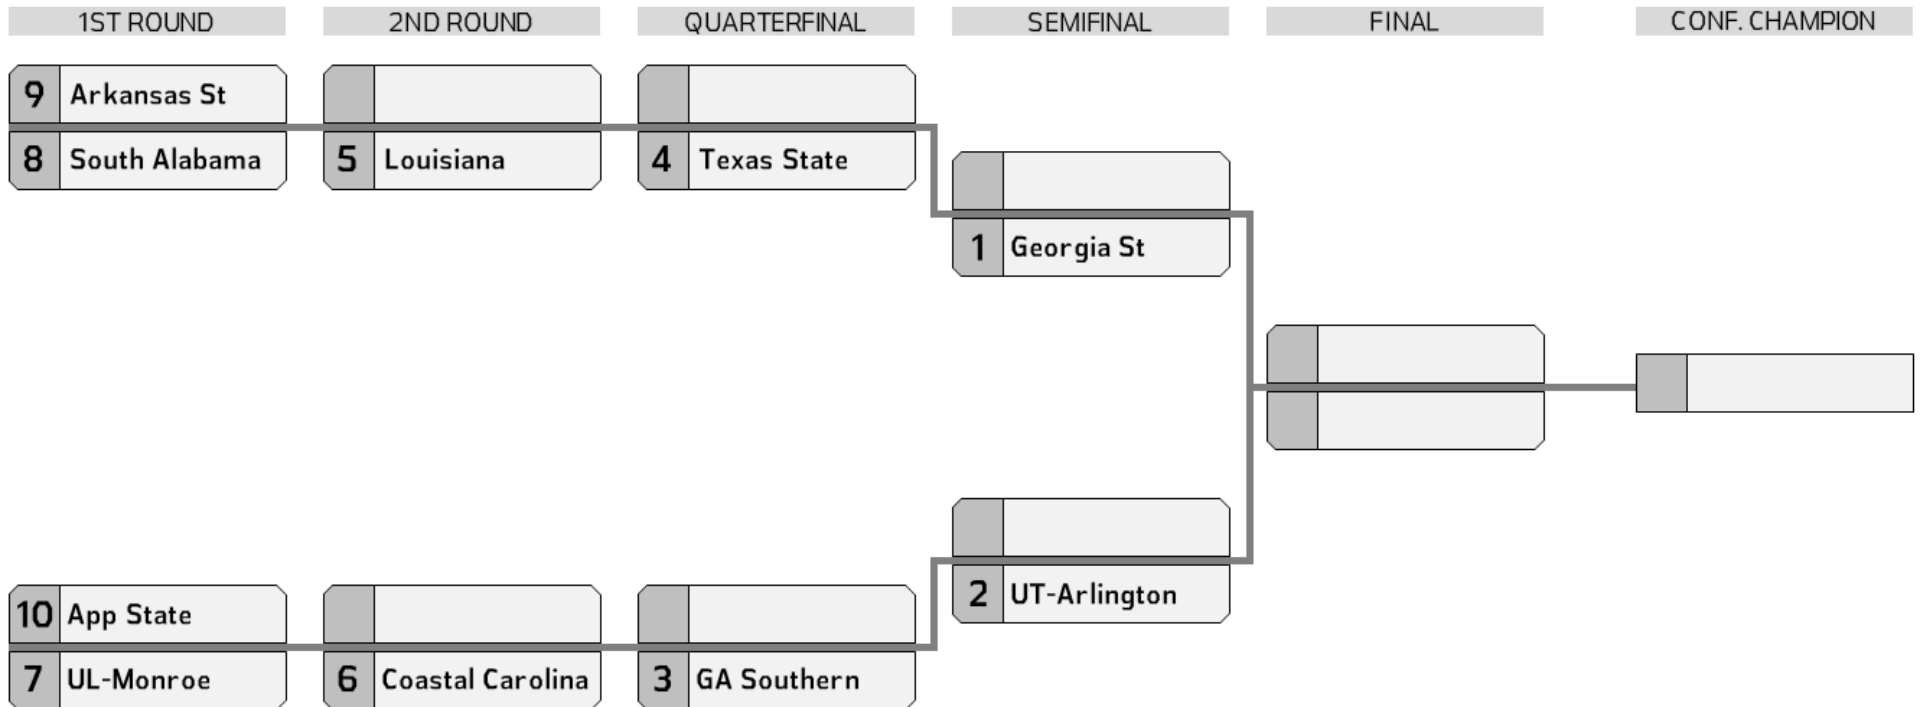 1ST ROUND
2ND ROUND
QUARTERFINAL
SEMIFINAL
FINAL
CONF. CHAMPION
9 Arkansas St
8 South Alabama
5 Louisiana
4 Texas State
1 Georgia St
2 UT-Arlington
10 App State
7 UL-Monroe
6 Coastal Carolina
3 GA Southern